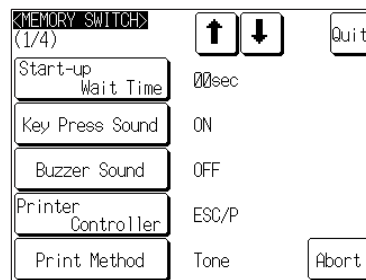 <MEMORY SWITCH>
(1/4)
↑ ↓ Quit
Start-up
Wait Time 00sec
Key Press Sound ON
Buzzer Sound OFF
Printer
Controller ESC/P
Print Method Tone Abort